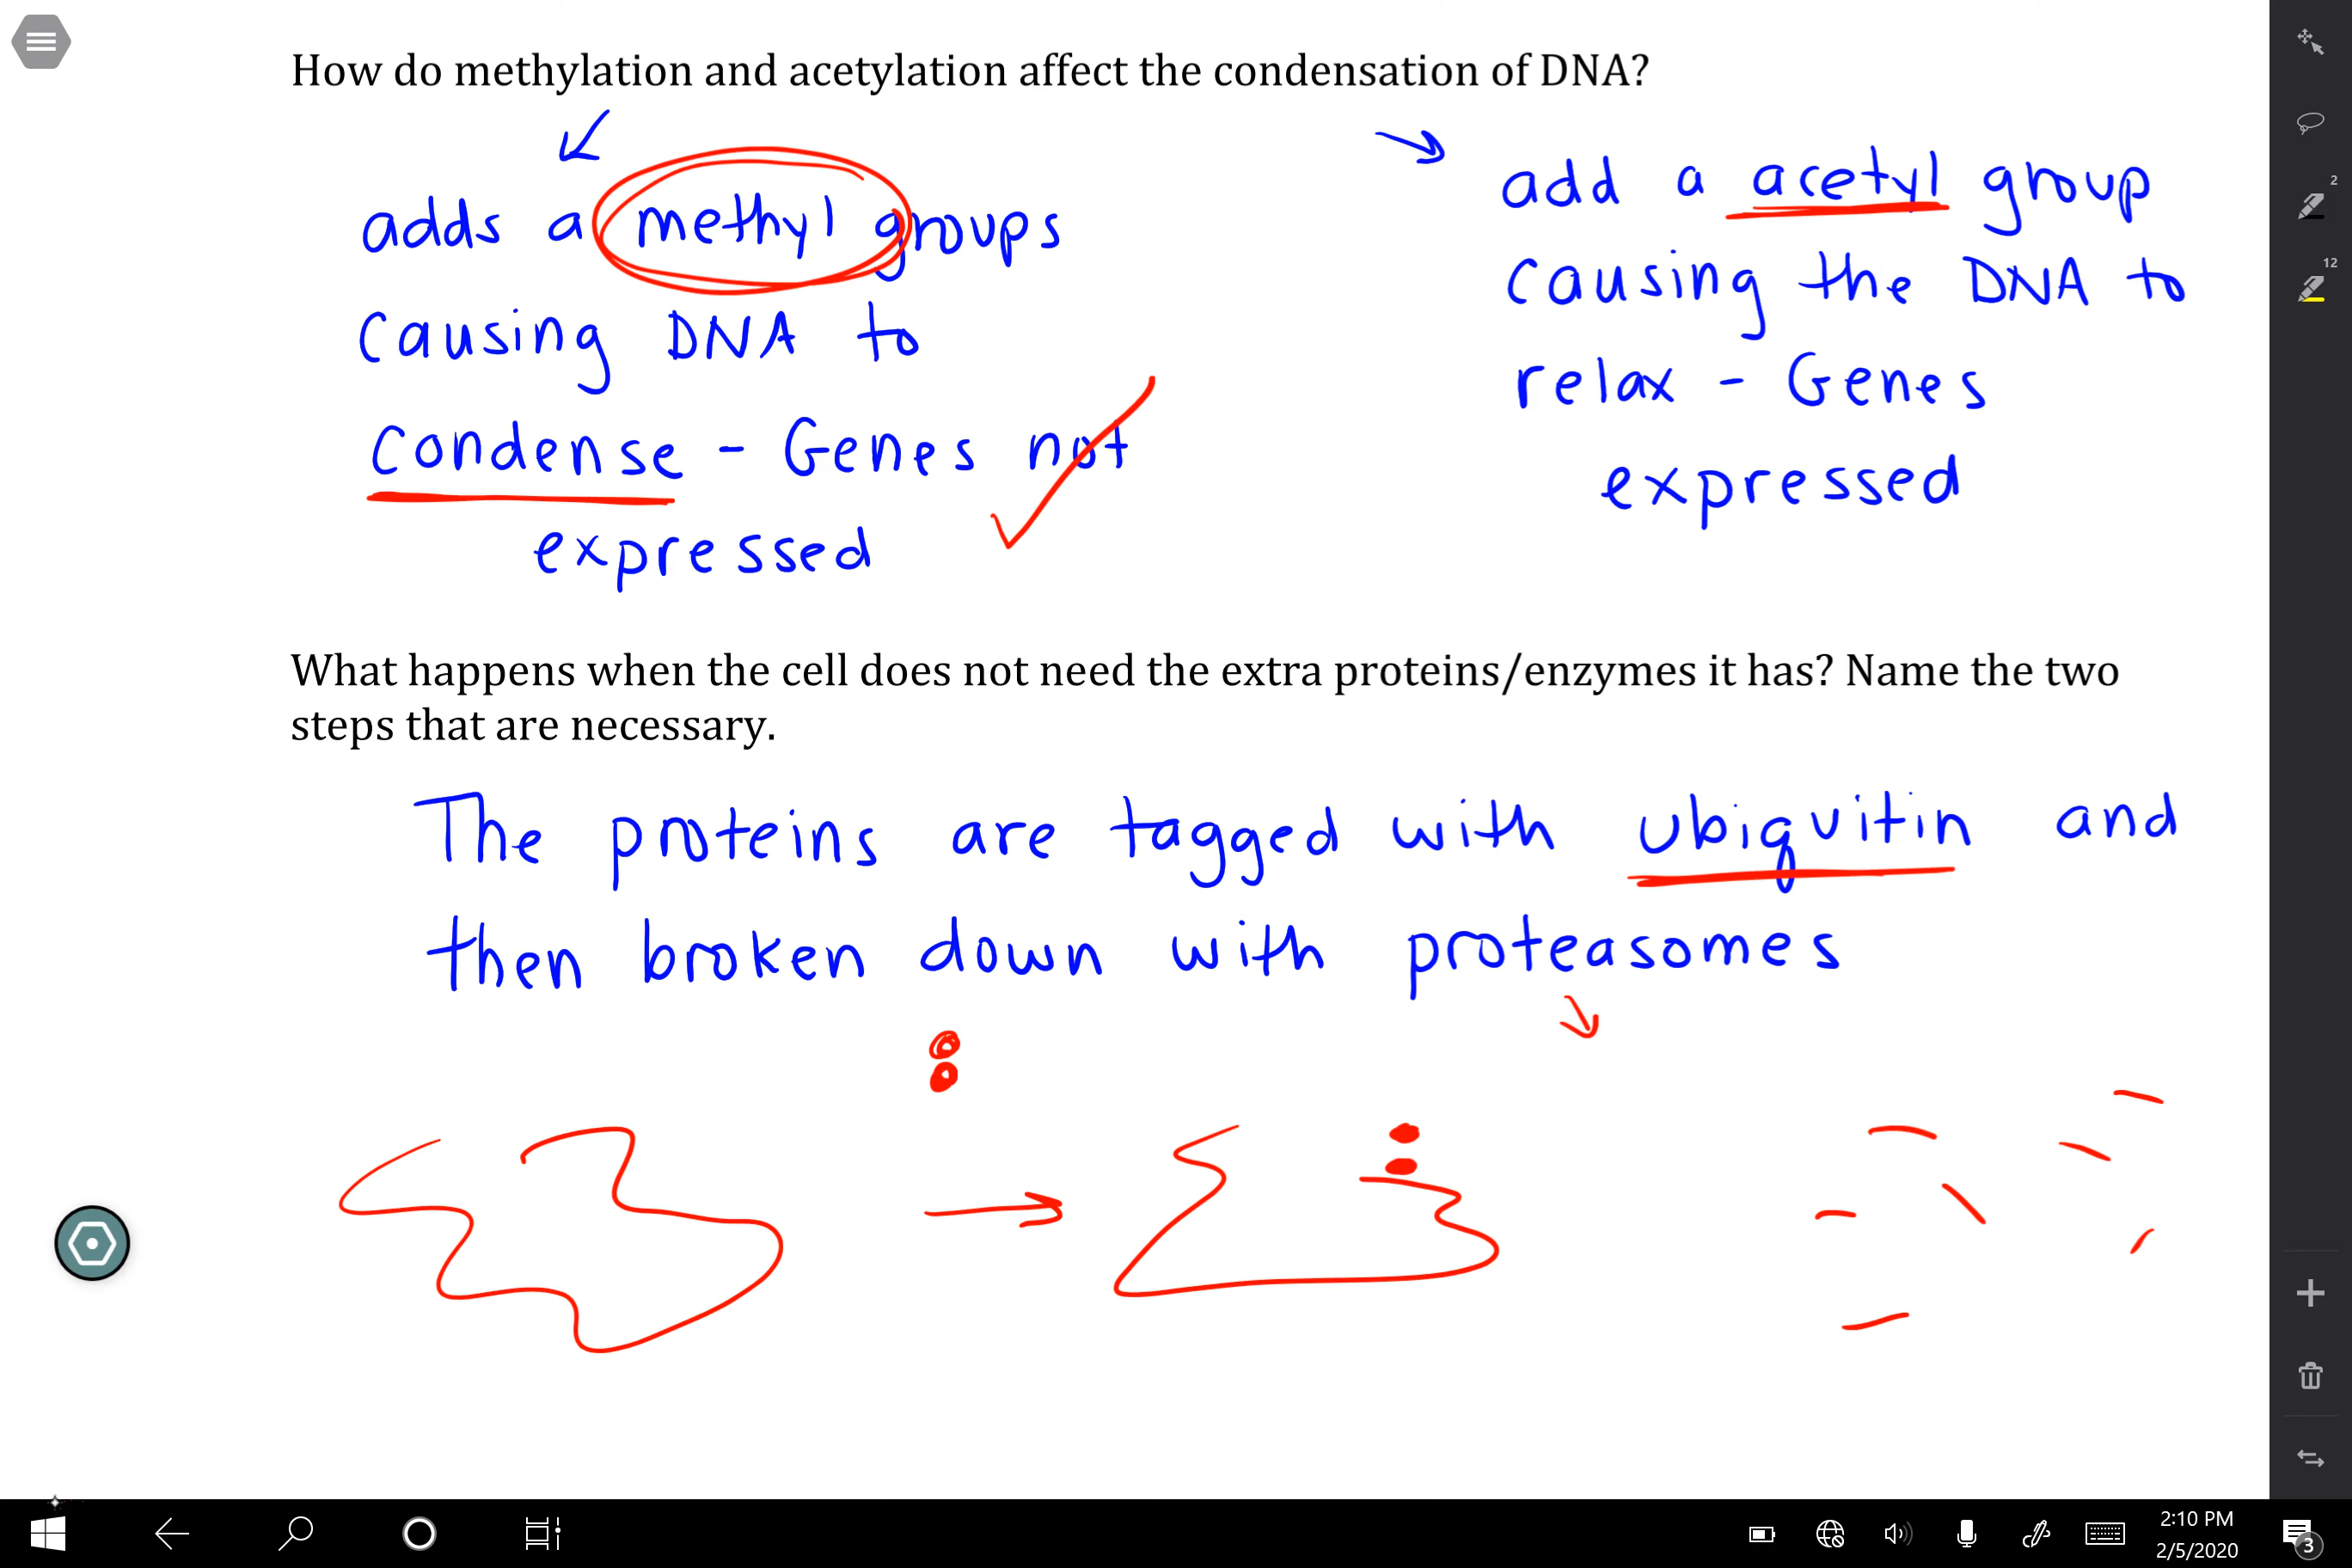 How do methylation and acetylation affect the condensation of DNA?
adds a methyl groups
causing DNA to
condense - Genes not
expressed
add a acetyl group
causing the DNA to
relax - Genes
expressed
What happens when the cell does not need the extra proteins/enzymes it has? Name the two
steps that are necessary.
The proteins are tagged with ubiquitin and
then broken down with proteasomes
2
12
2:10 PM
2/5/2020
3